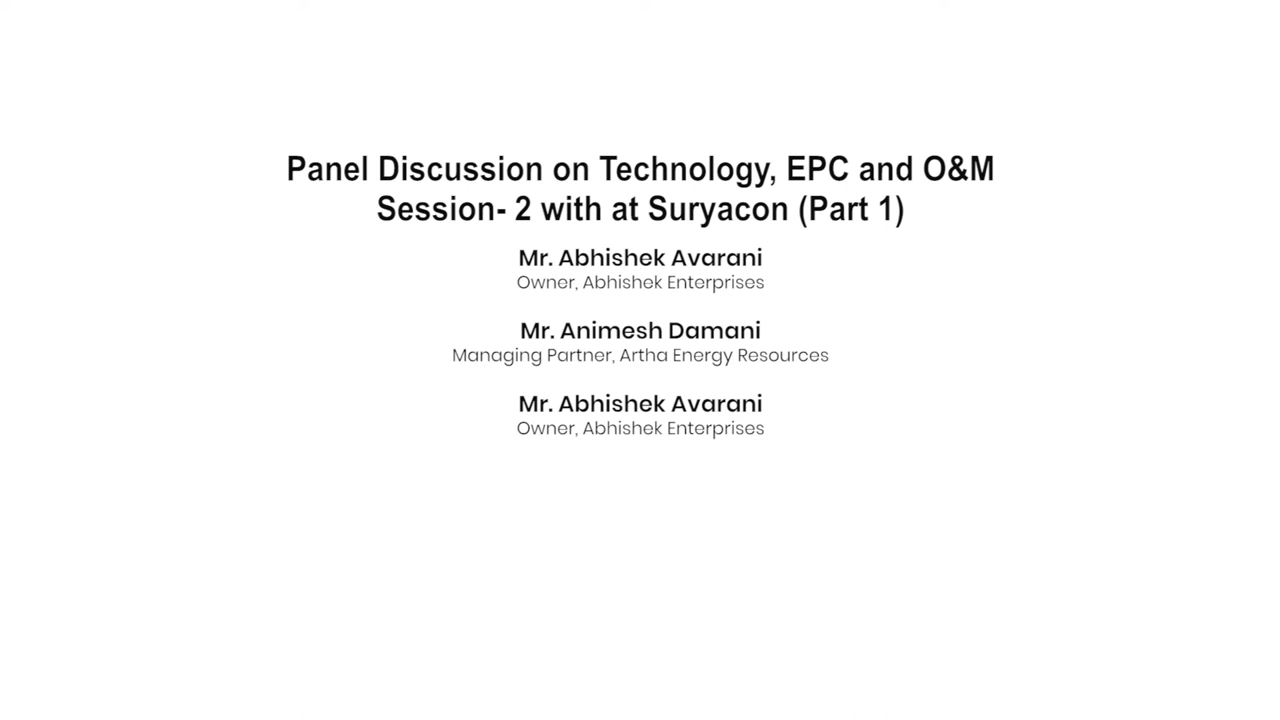 Panel Discussion on Technology, EPC and O&M
Session- 2 with at Suryacon (Part 1)
Mr. Abhishek Avarani
Owner, Abhishek Enterprises
Mr. Animesh Damani
Managing Partner, Artha Energy Resources
Mr. Abhishek Avarani
Owner, Abhishek Enterprises